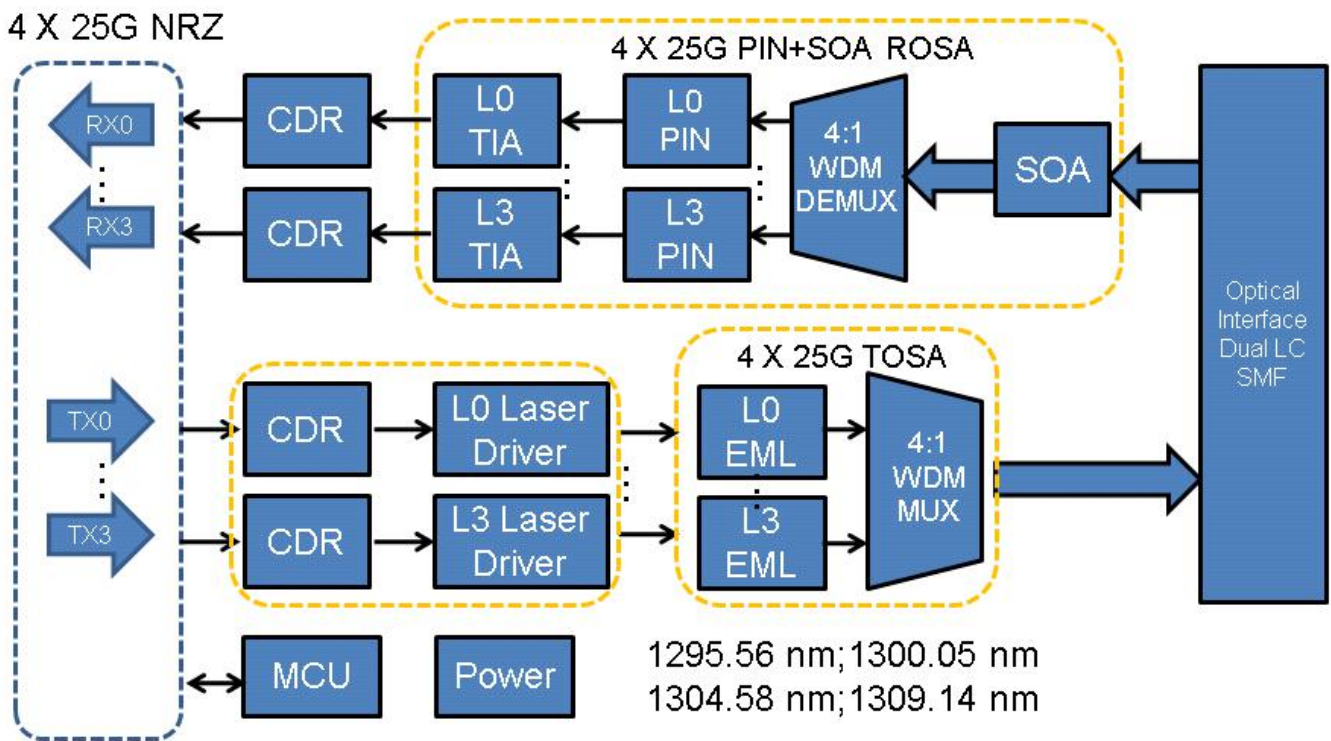 4 X 25G NRZ
4 X 25G PIN+SOA ROSA
RX0
CDR
L0
TIA
L0
PIN
4:1
WDM
DEMUX
SOA
RX3
CDR
L3
TIA
L3
PIN
Optical
Interface
Dual LC
SMF
4 X 25G TOSA
TX0
CDR
L0 Laser
Driver
L0
EML
4:1
WDM
MUX
TX3
CDR
L3 Laser
Driver
L3
EML
MCU
Power
1295.56 nm;1300.05 nm
1304.58 nm;1309.14 nm